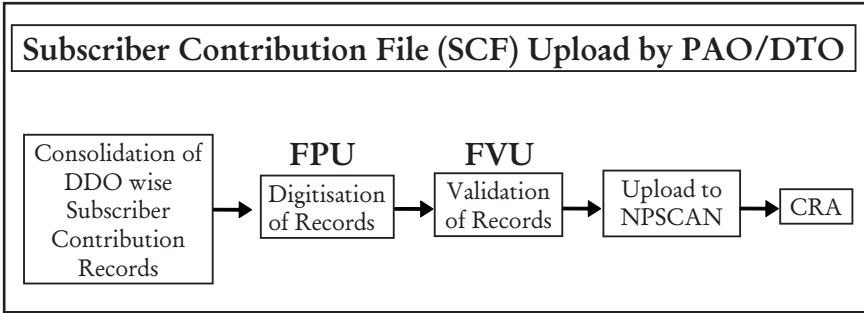 Subscriber Contribution File (SCF) Upload by PAO/DTO
Consolidation of
DDO wise
Subscriber
Contribution
Records
FPU
Digitisation
of Records
FVU
Validation
of Records
Upload to
NPSCAN
CRA